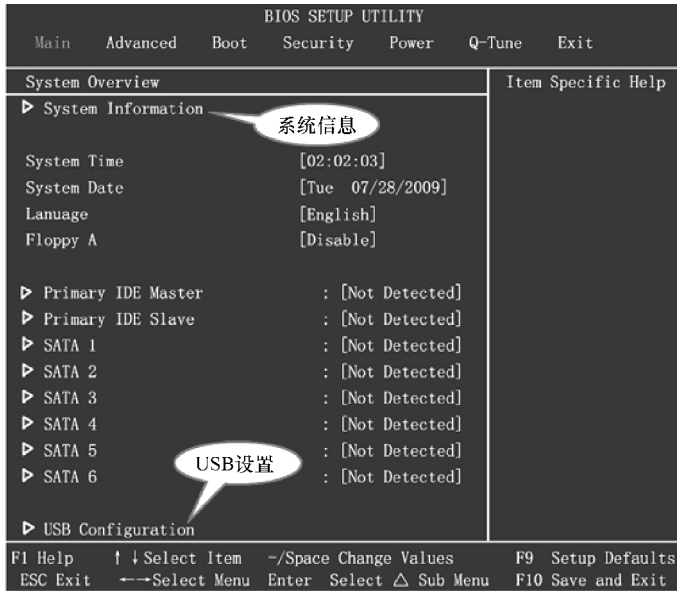 BIOS SETUP UTILITY
Main Advanced Boot Security Power Q-Tune Exit
System Overview Item Specific Help
System Information
系统信息
System Time [02:02:03]
System Date [Tue 07/28/2009]
Lanuage [English]
Floppy A [Disable]
Primary IDE Master : [Not Detected]
Primary IDE Slave : [Not Detected]
SATA 1 : [Not Detected]
SATA 2 : [Not Detected]
SATA 3 : [Not Detected]
SATA 4 : [Not Detected]
SATA 5 : [Not Detected]
USB设置
SATA 6 : [Not Detected]
USB Configuration
F1 Help ↑↓Select Item -/Space Change Values F9 Setup Defaults
ESC Exit ←→Select Menu Enter Select △ Sub Menu F10 Save and Exit